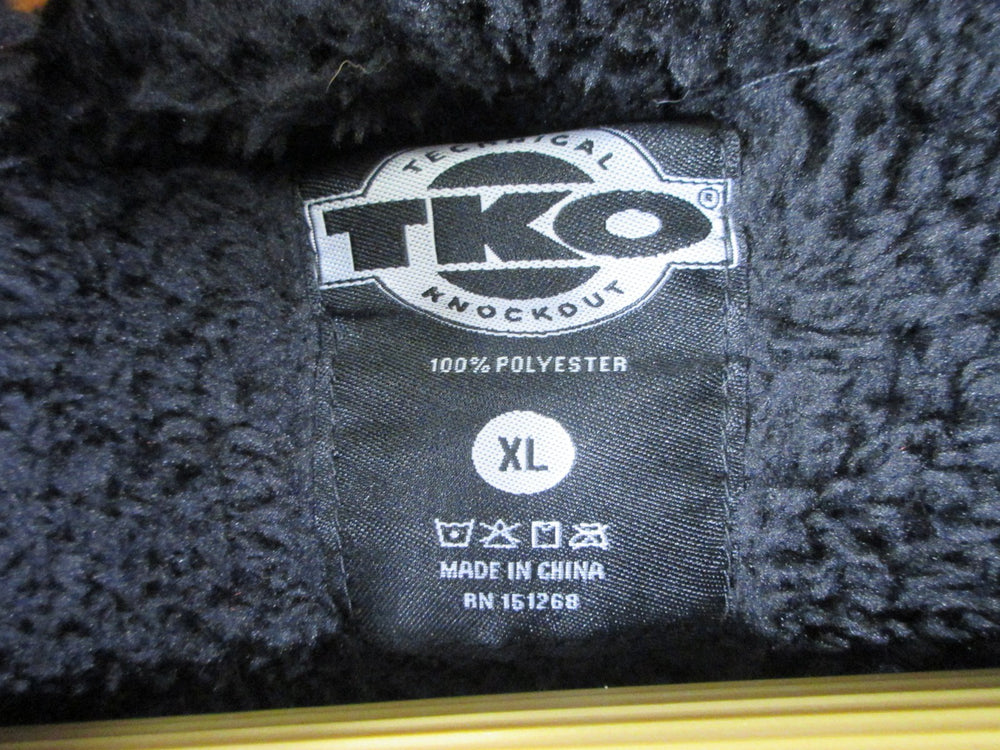 TECHNICAL
TKO®
KNOCKOUT
100% POLYESTER
XL
MADE IN CHINA
RN 151268